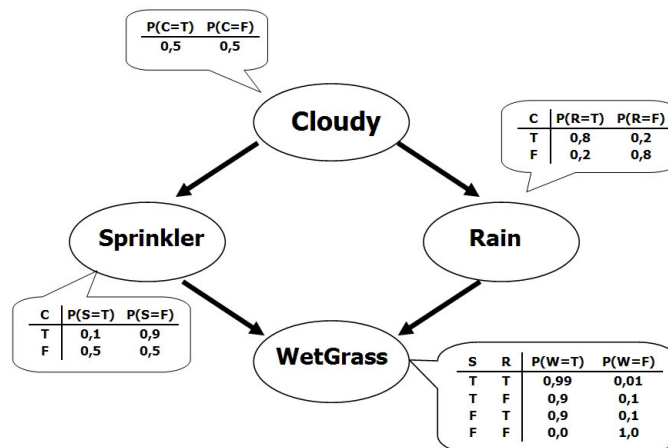 P(C=T) P(C=F)
0,5 0,5
Cloudy
C P(R=T) P(R=F)
T 0,8 0,2
F 0,2 0,8
Sprinkler
Rain
C P(S=T) P(S=F)
T 0,1 0,9
F 0,5 0,5
WetGrass
S R P(W=T) P(W=F)
T T 0,99 0,01
T F 0,9 0,1
F T 0,9 0,1
F F 0,0 1,0